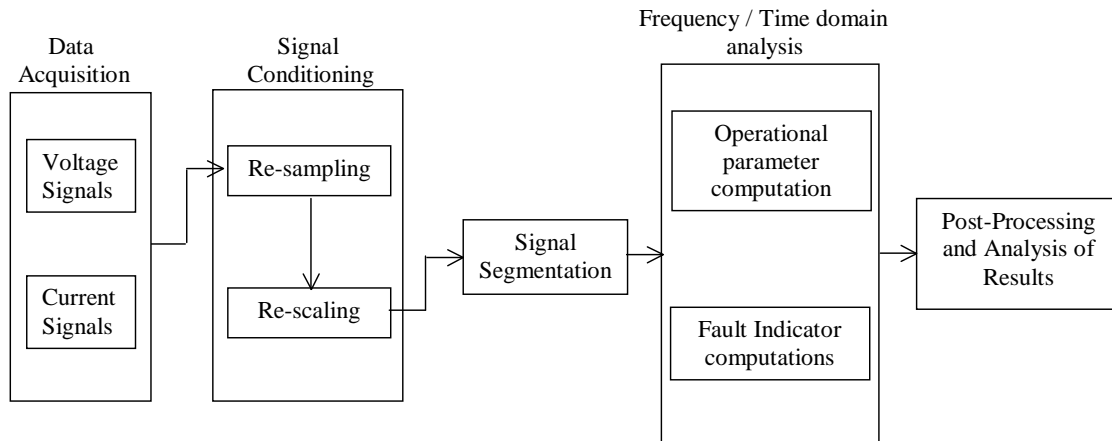 Data
Acquisition
Voltage
Signals
Current
Signals
Signal
Conditioning
Re-sampling
Re-scaling
Signal
Segmentation
Frequency / Time domain
analysis
Operational
parameter
computation
Fault Indicator
computations
Post-Processing
and Analysis of
Results